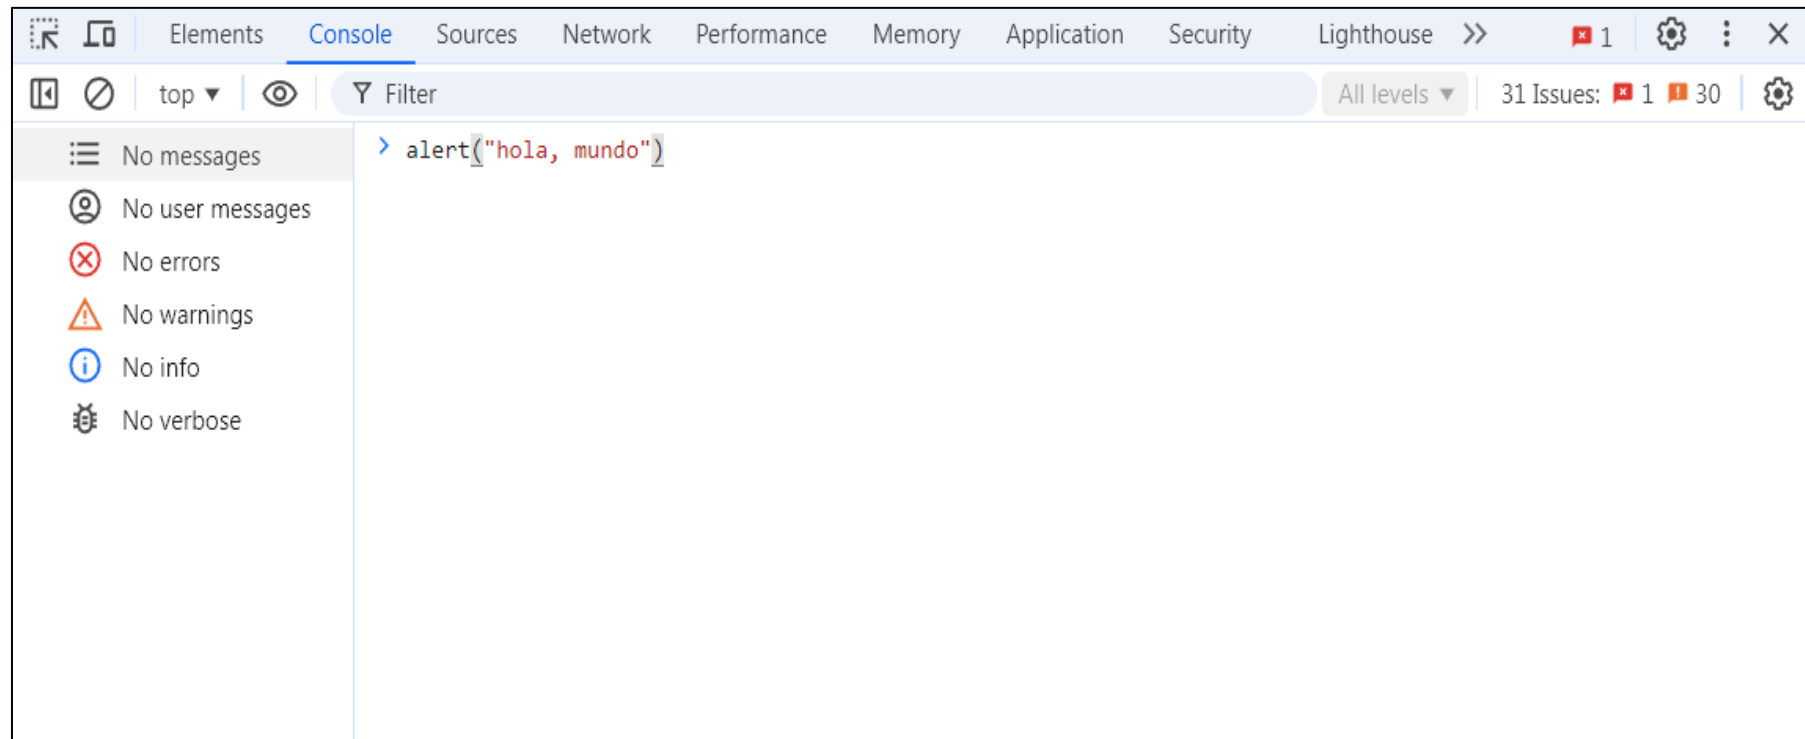 Elements Console Sources Network Performance Memory Application Security Lighthouse 1
top Filter All levels 31 Issues: 1 30
No messages
alert("hola, mundo")
No user messages
No errors
No warnings
No info
No verbose